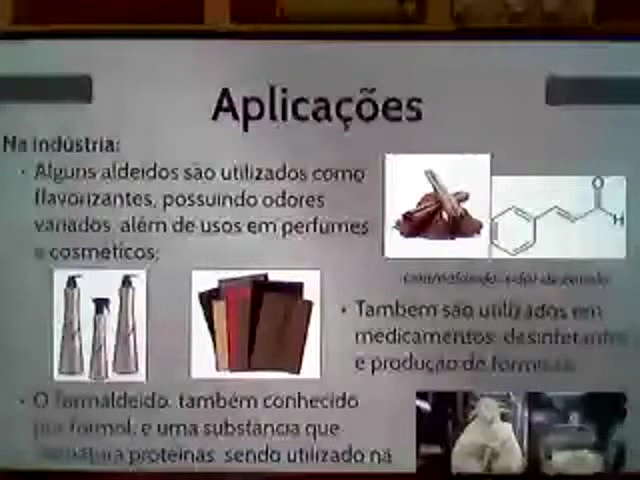 Aplicações
Na indústria:
• Alguns aldeídos são utilizados como
flavorizantes, possuindo odores
variados, além de usos em perfumes
e cosméticos;
O
H
• Também são utilizados em
medicamentos, desinfetantes
e produção de fórmicas
• O formaldeído, também conhecido
por formol, é uma substância que
desnatura proteínas, sendo utilizado na